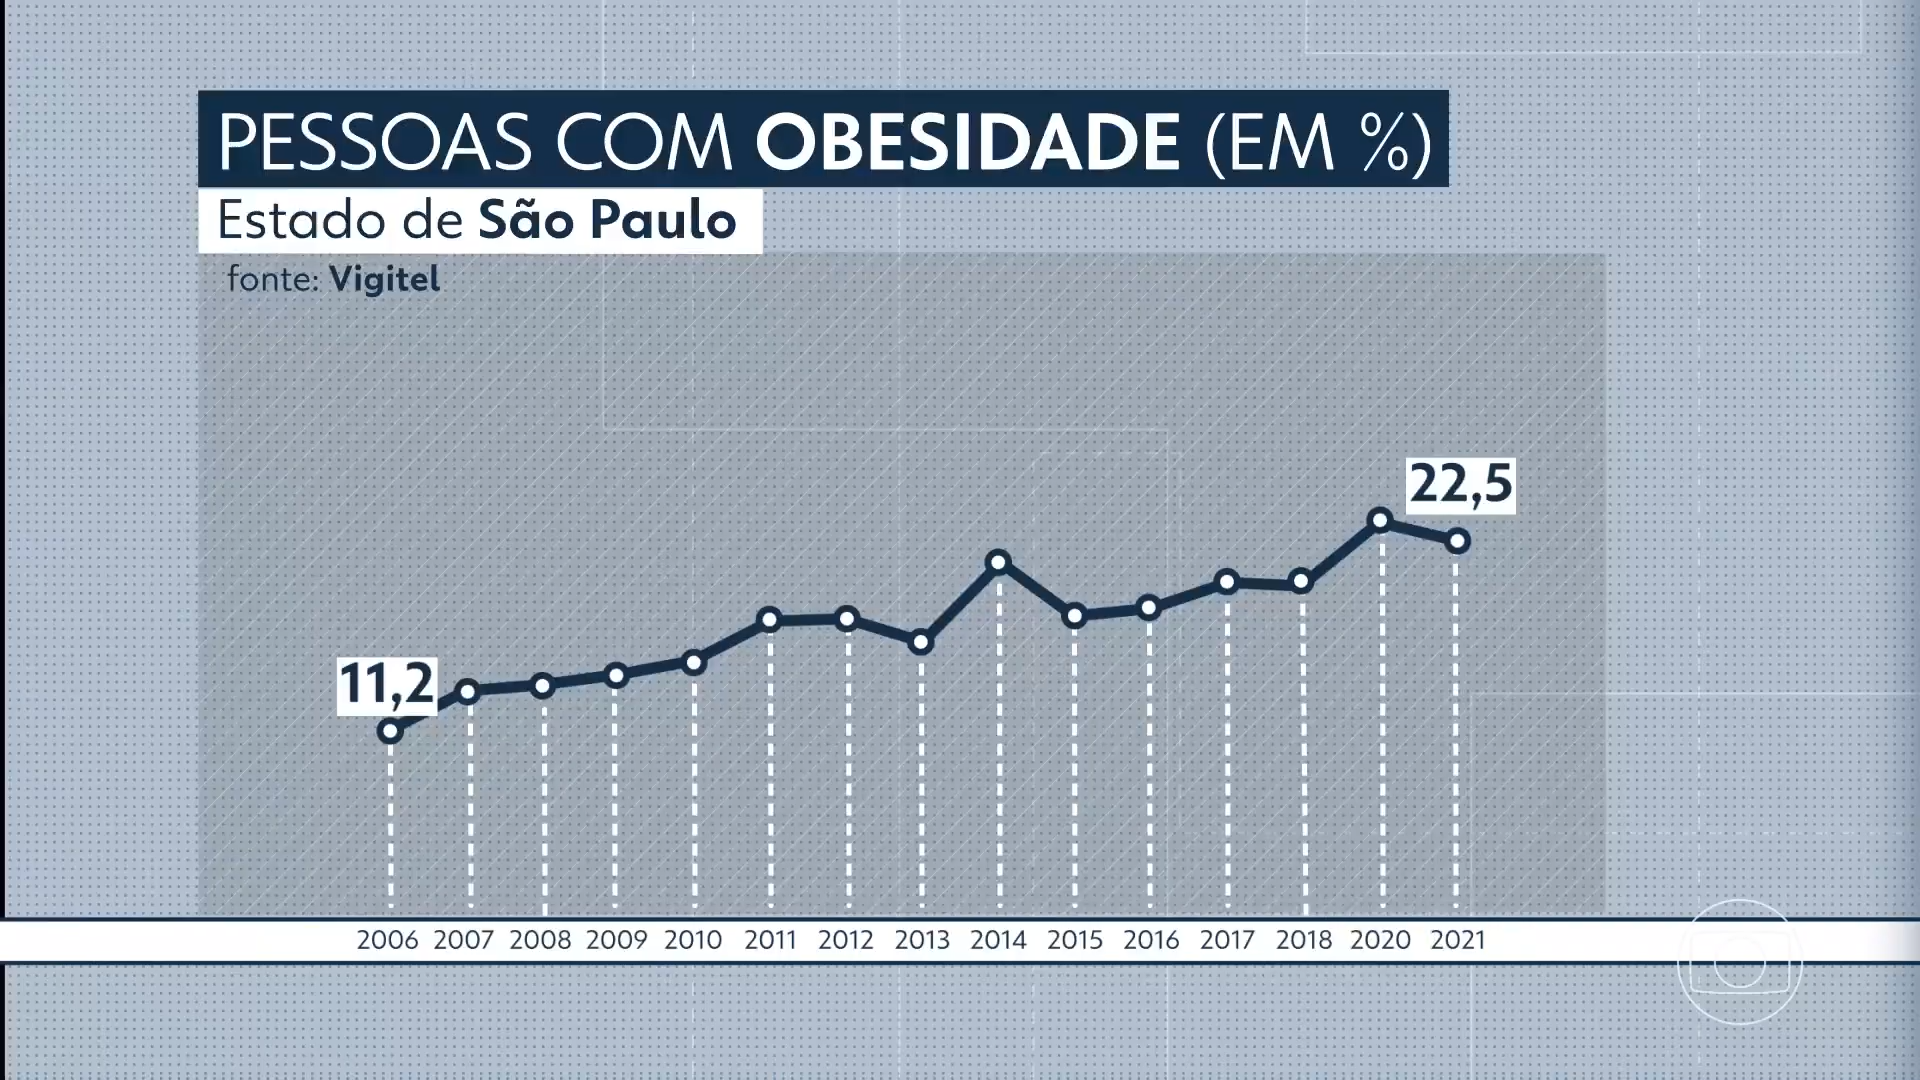 PESSOAS COM OBESIDADE (EM %)
Estado de São Paulo
fonte: Vigitel
22,5
11,2
2006 2007 2008 2009 2010 2011 2012 2013 2014 2015 2016 2017 2018 2020 2021